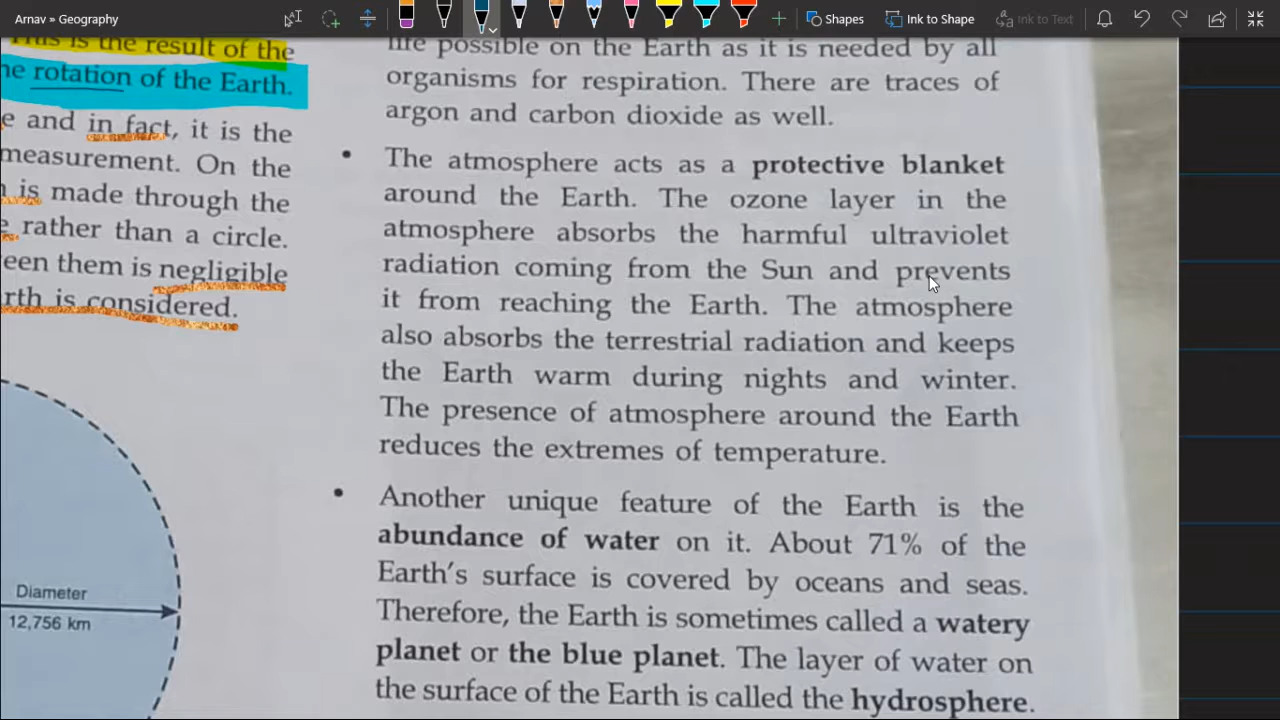 Arnav » Geography
Shapes
Ink to Shape
Ink to Text
This is the result of the
rotation of the Earth.
and in fact, it is the
measurement. On the
is made through the
rather than a circle.
them is negligible
is considered.
Diameter
12,756 km
life possible on the Earth as it is needed by all
organisms for respiration. There are traces of
argon and carbon dioxide as well.
• The atmosphere acts as a protective blanket
around the Earth. The ozone layer in the
atmosphere absorbs the harmful ultraviolet
radiation coming from the Sun and prevents
it from reaching the Earth. The atmosphere
also absorbs the terrestrial radiation and keeps
the Earth warm during nights and winter.
The presence of atmosphere around the Earth
reduces the extremes of temperature.
• Another unique feature of the Earth is the
abundance of water on it. About 71% of the
Earth's surface is covered by oceans and seas.
Therefore, the Earth is sometimes called a watery
planet or the blue planet. The layer of water on
the surface of the Earth is called the hydrosphere.